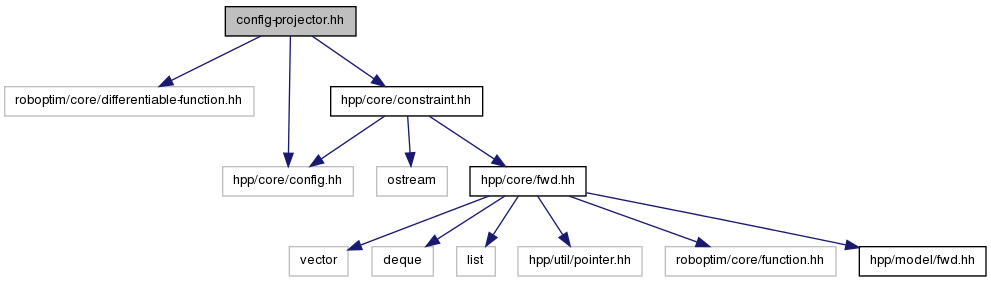 config-projector.hh
roboptim/core/differentiable-function.hh
hpp/core/constraint.hh
hpp/core/config.hh
ostream
hpp/core/fwd.hh
vector
deque
list
hpp/util/pointer.hh
roboptim/core/function.hh
hpp/model/fwd.hh